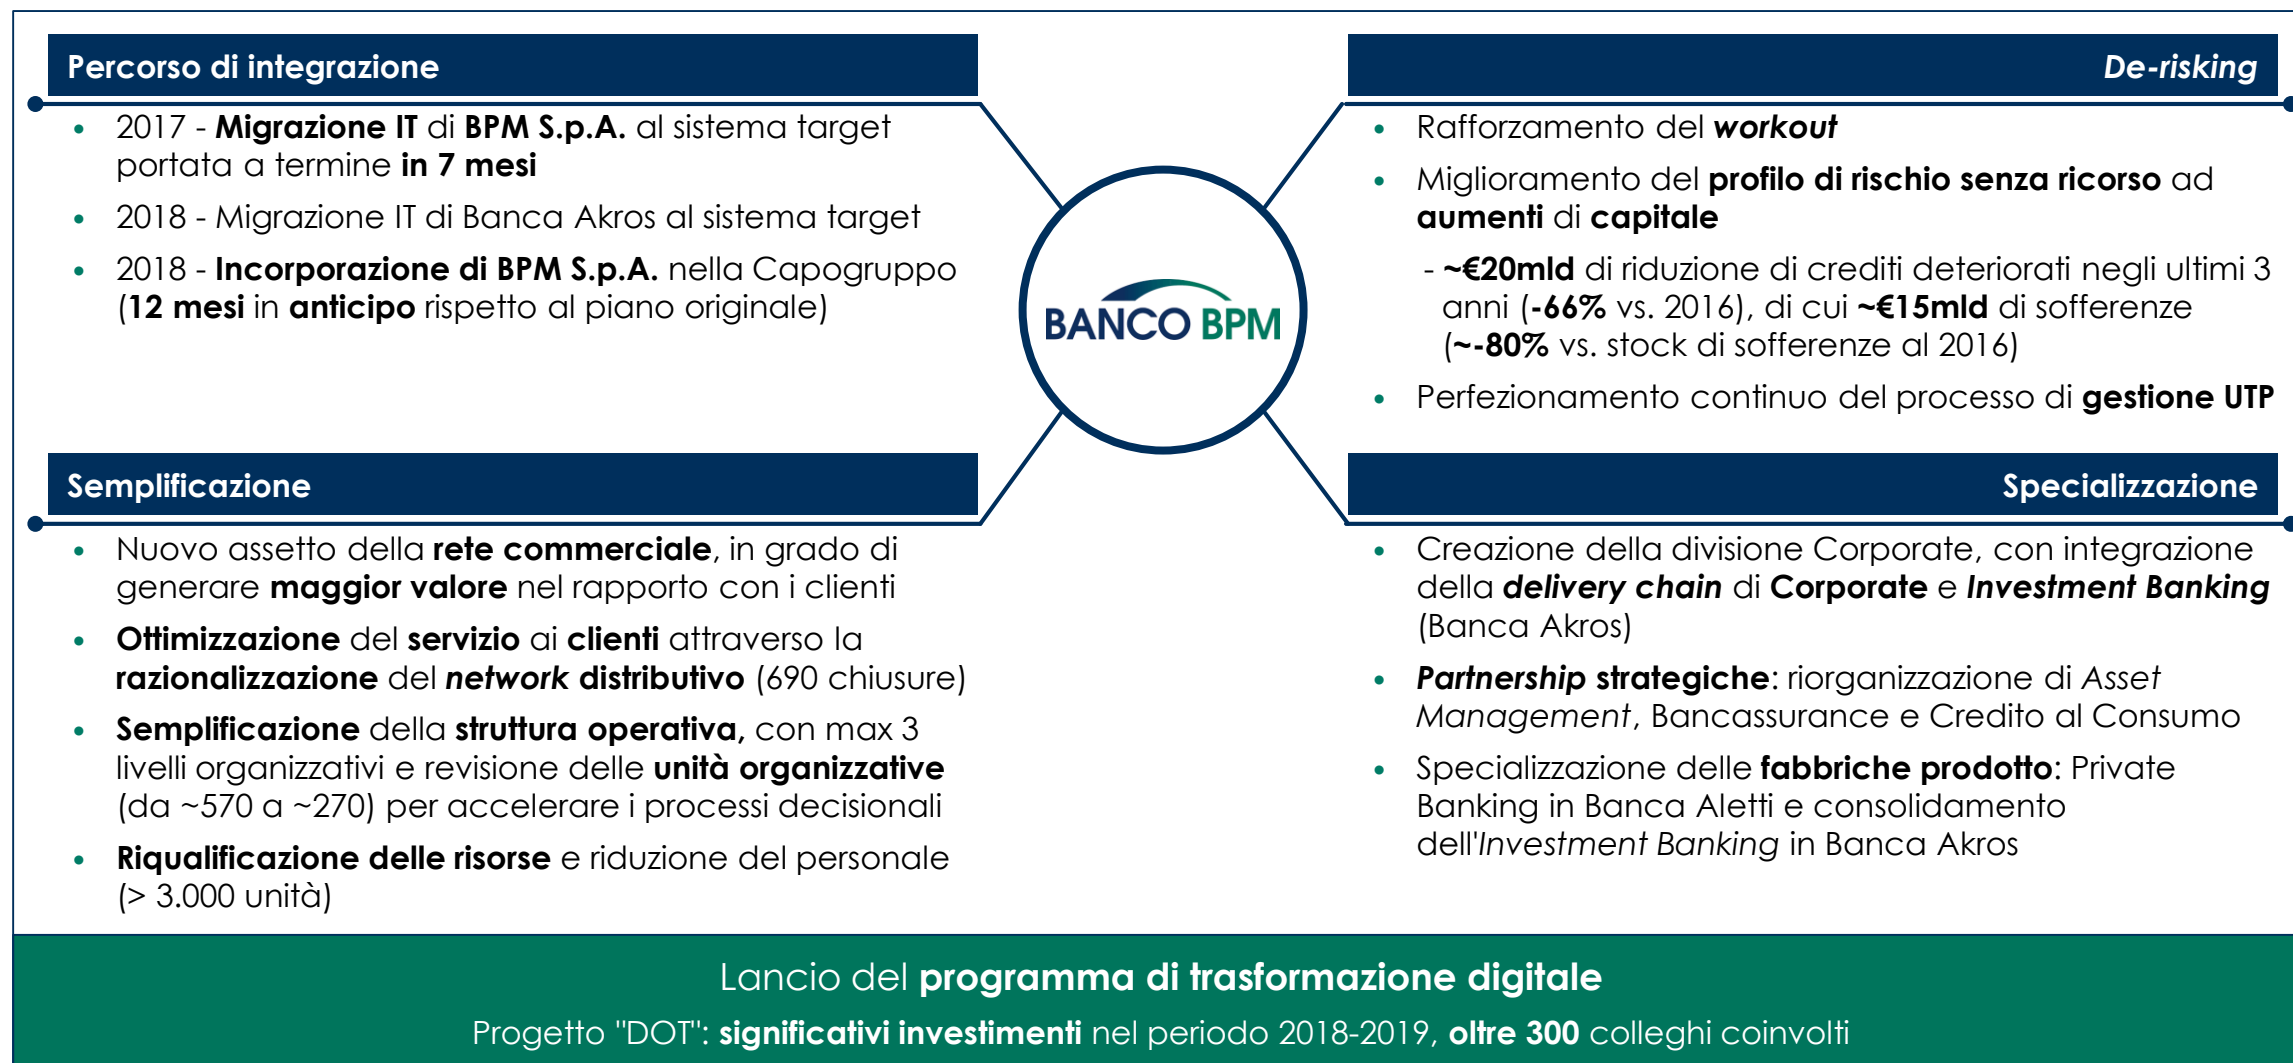 Percorso di integrazione
• 2017 - Migrazione IT di BPM S.p.A. al sistema target
portata a termine in 7 mesi
• 2018 - Migrazione IT di Banca Akros al sistema target
• 2018 - Incorporazione di BPM S.p.A. nella Capogruppo
(12 mesi in anticipo rispetto al piano originale)
De-risking
• Rafforzamento del workout
• Miglioramento del profilo di rischio senza ricorso ad
aumenti di capitale
- ~€20mld di riduzione di crediti deteriorati negli ultimi 3
anni (-66% vs. 2016), di cui ~€15mld di sofferenze
(~-80% vs. stock di sofferenze al 2016)
• Perfezionamento continuo del processo di gestione UTP
BANCO BPM
Semplificazione
• Nuovo assetto della rete commerciale, in grado di
generare maggior valore nel rapporto con i clienti
• Ottimizzazione del servizio ai clienti attraverso la
razionalizzazione del network distributivo (690 chiusure)
• Semplificazione della struttura operativa, con max 3
livelli organizzativi e revisione delle unità organizzative
(da ~570 a ~270) per accelerare i processi decisionali
• Riqualificazione delle risorse e riduzione del personale
(> 3.000 unità)
Specializzazione
• Creazione della divisione Corporate, con integrazione
della delivery chain di Corporate e Investment Banking
(Banca Akros)
• Partnership strategiche: riorganizzazione di Asset
Management, Bancassurance e Credito al Consumo
• Specializzazione delle fabbriche prodotto: Private
Banking in Banca Aletti e consolidamento
dell'Investment Banking in Banca Akros
Lancio del programma di trasformazione digitale
Progetto "DOT": significativi investimenti nel periodo 2018-2019, oltre 300 colleghi coinvolti